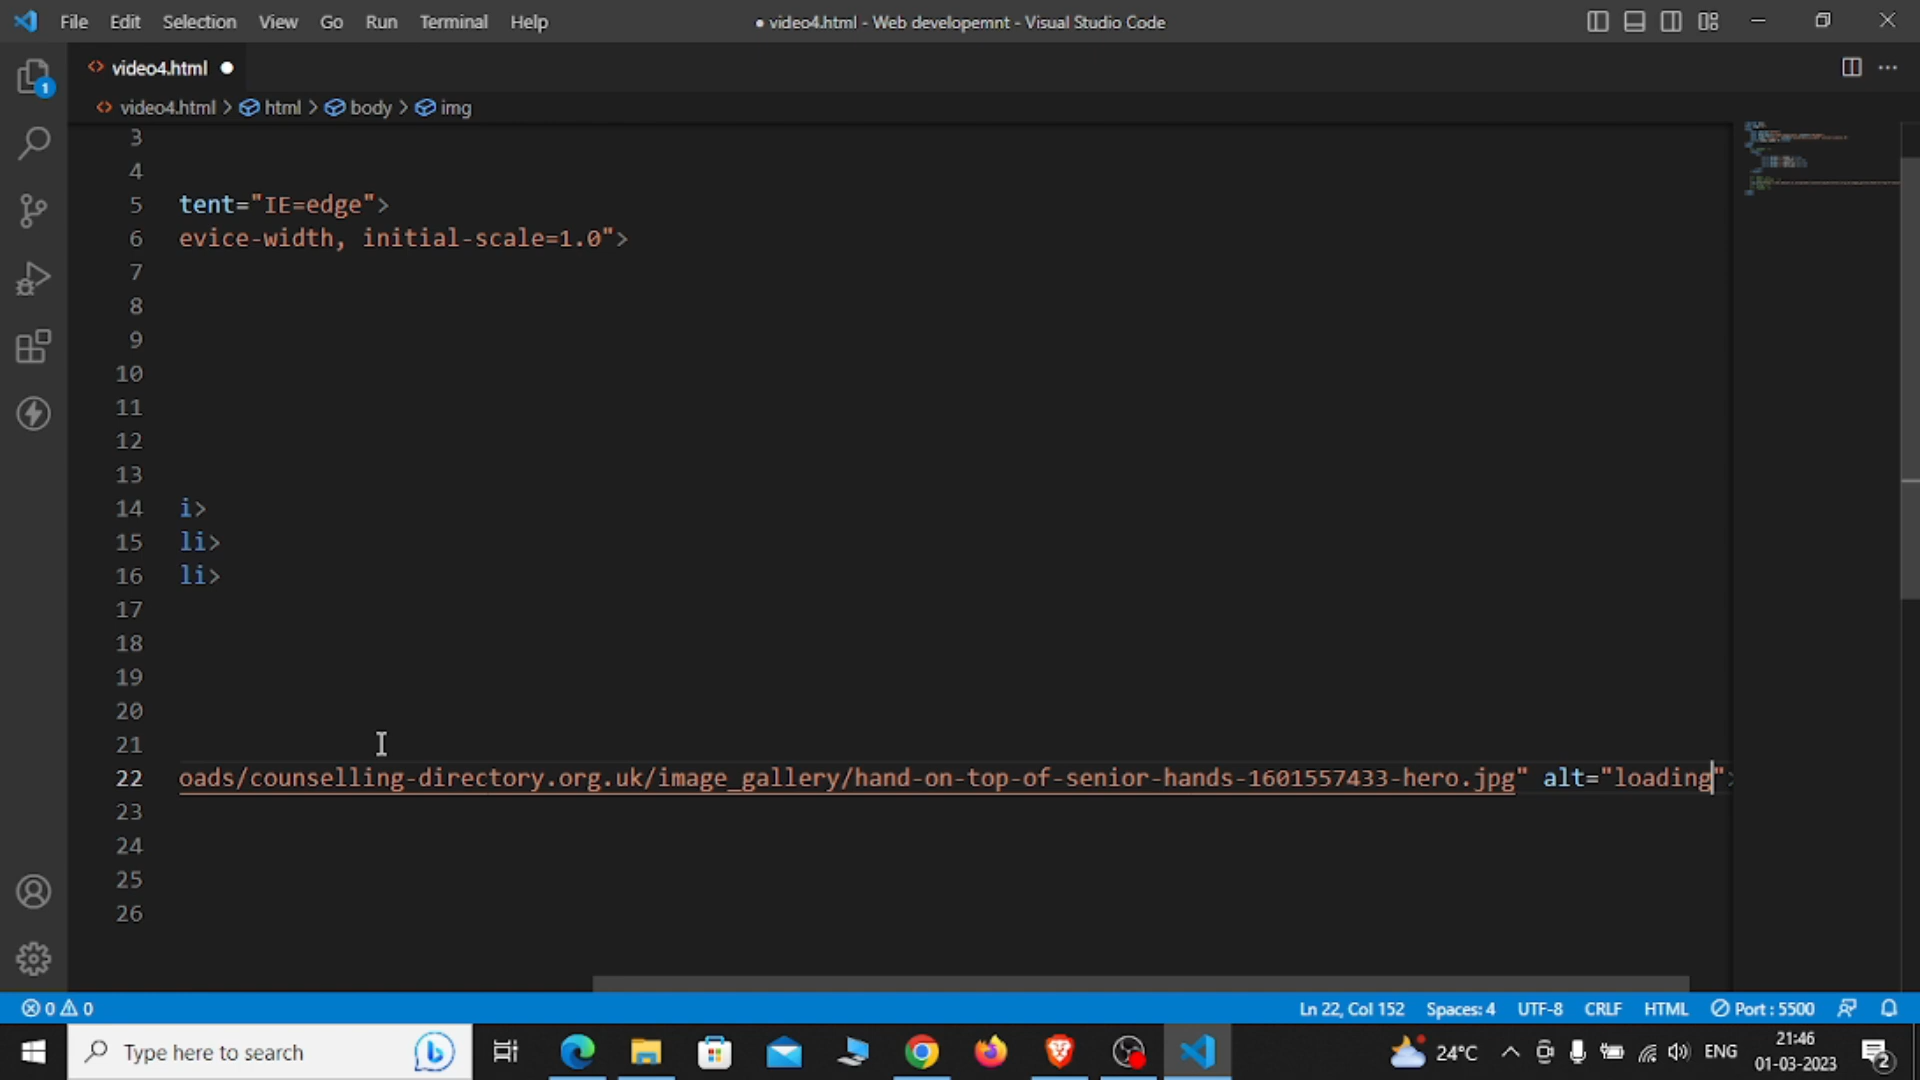 File Edit Selection View Go Run Terminal Help
● video4.html - Web developemnt - Visual Studio Code
video4.html
1
video4.html > html > body > img
3
4
5 tent="IE=edge">
6 evice-width, initial-scale=1.0">
7
8
9
10
11
12
13
14 i>
15 li>
16 li>
17
18
19
20
21
22 oads/counselling-directory.org.uk/image_gallery/hand-on-top-of-senior-hands-1601557433-hero.jpg" alt="loading">
23
24
25
26
0 0 Ln 22, Col 152 Spaces: 4 UTF-8 CRLF HTML Port : 5500
Type here to search
24°C
ENG
21:46
01-03-2023
2